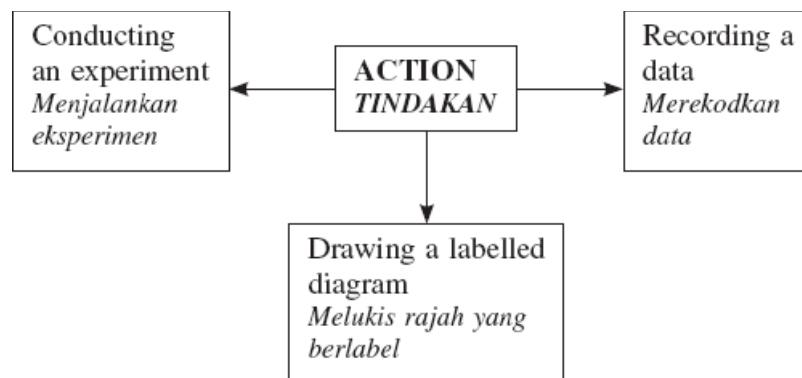 Conducting
an experiment
Menjalankan
eksperimen
ACTION
TINDAKAN
Recording a
data
Merekodkan
data
Drawing a labelled
diagram
Melukis rajah yang
berlabel